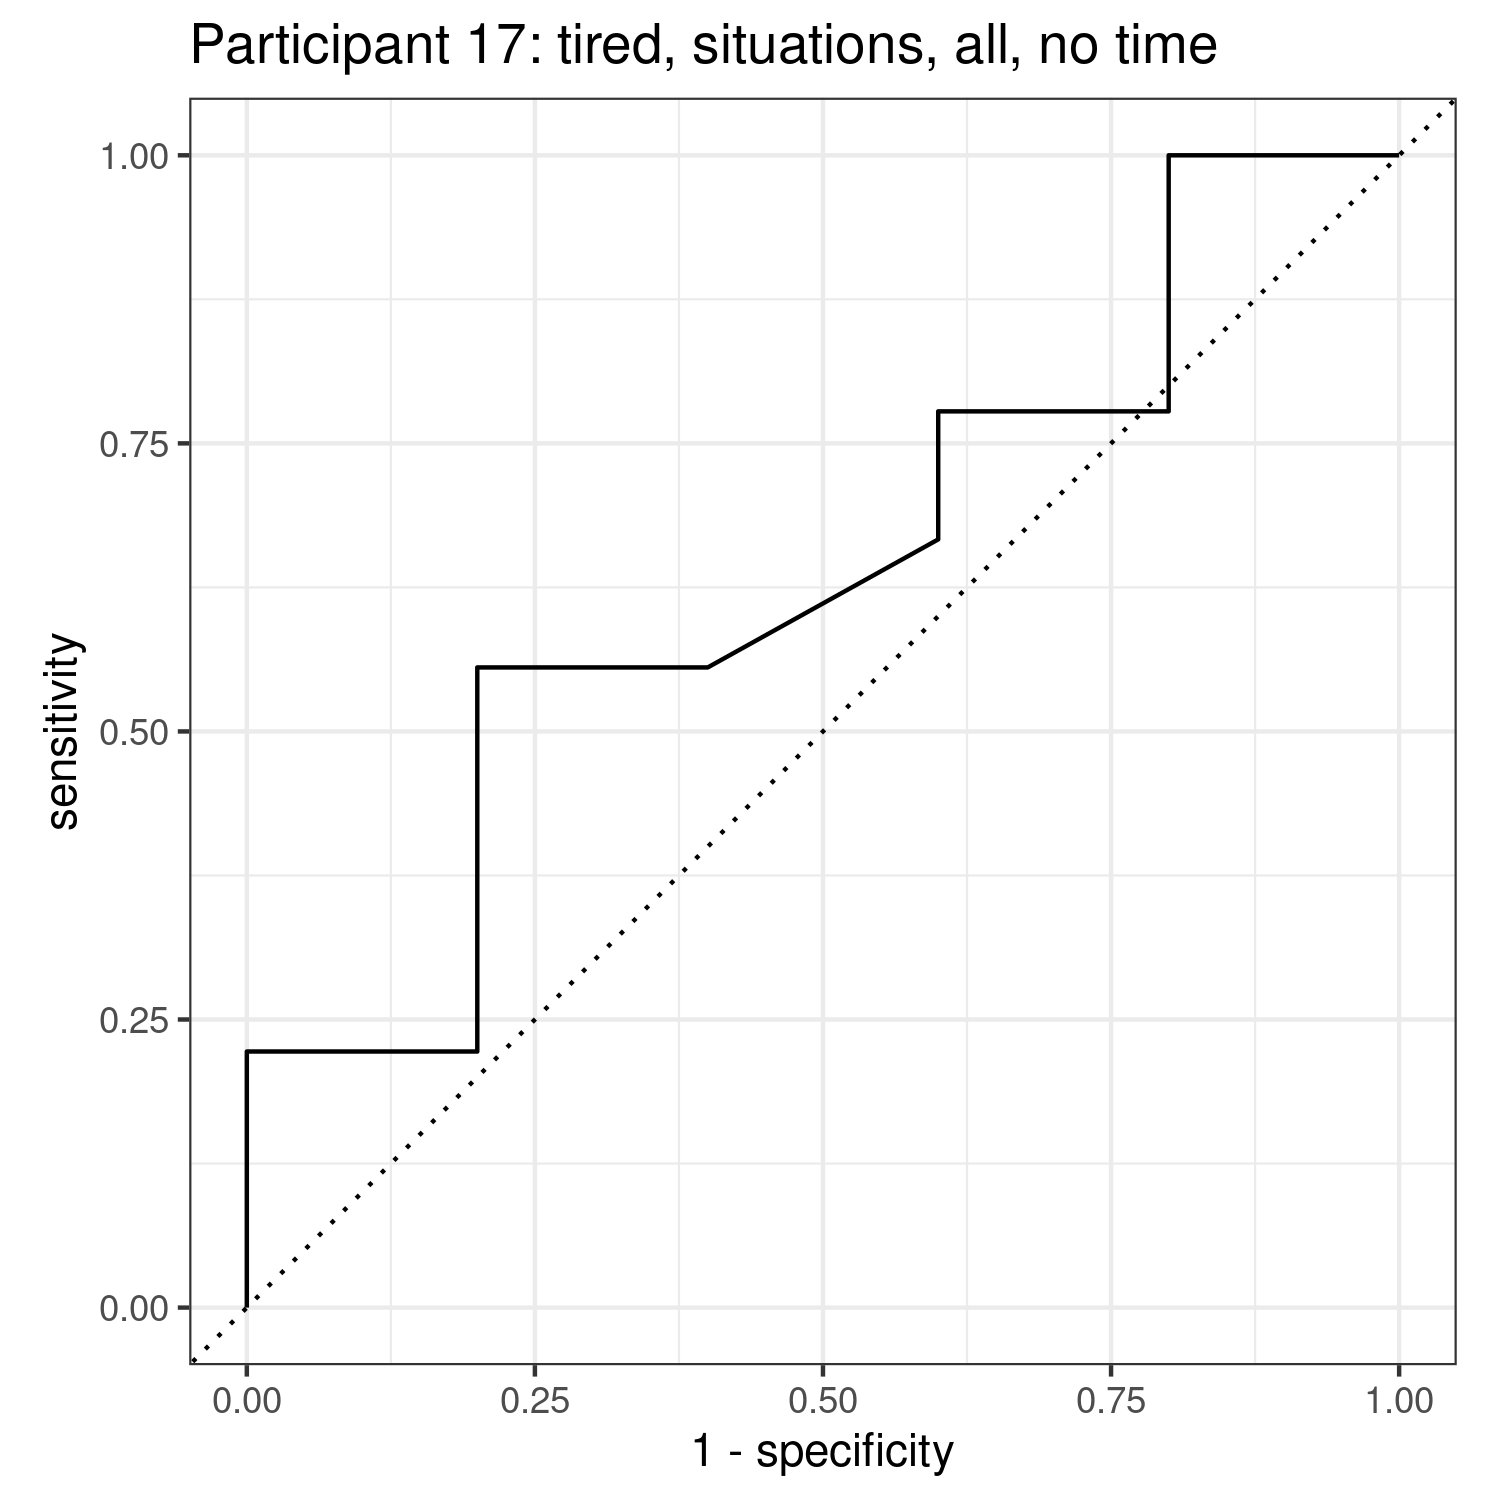 Participant 17: tired, situations, all, no time
1.00
0.75
0.50
0.25
0.00
sensitivity
0.00 0.25 0.50 0.75 1.00
1 - specificity